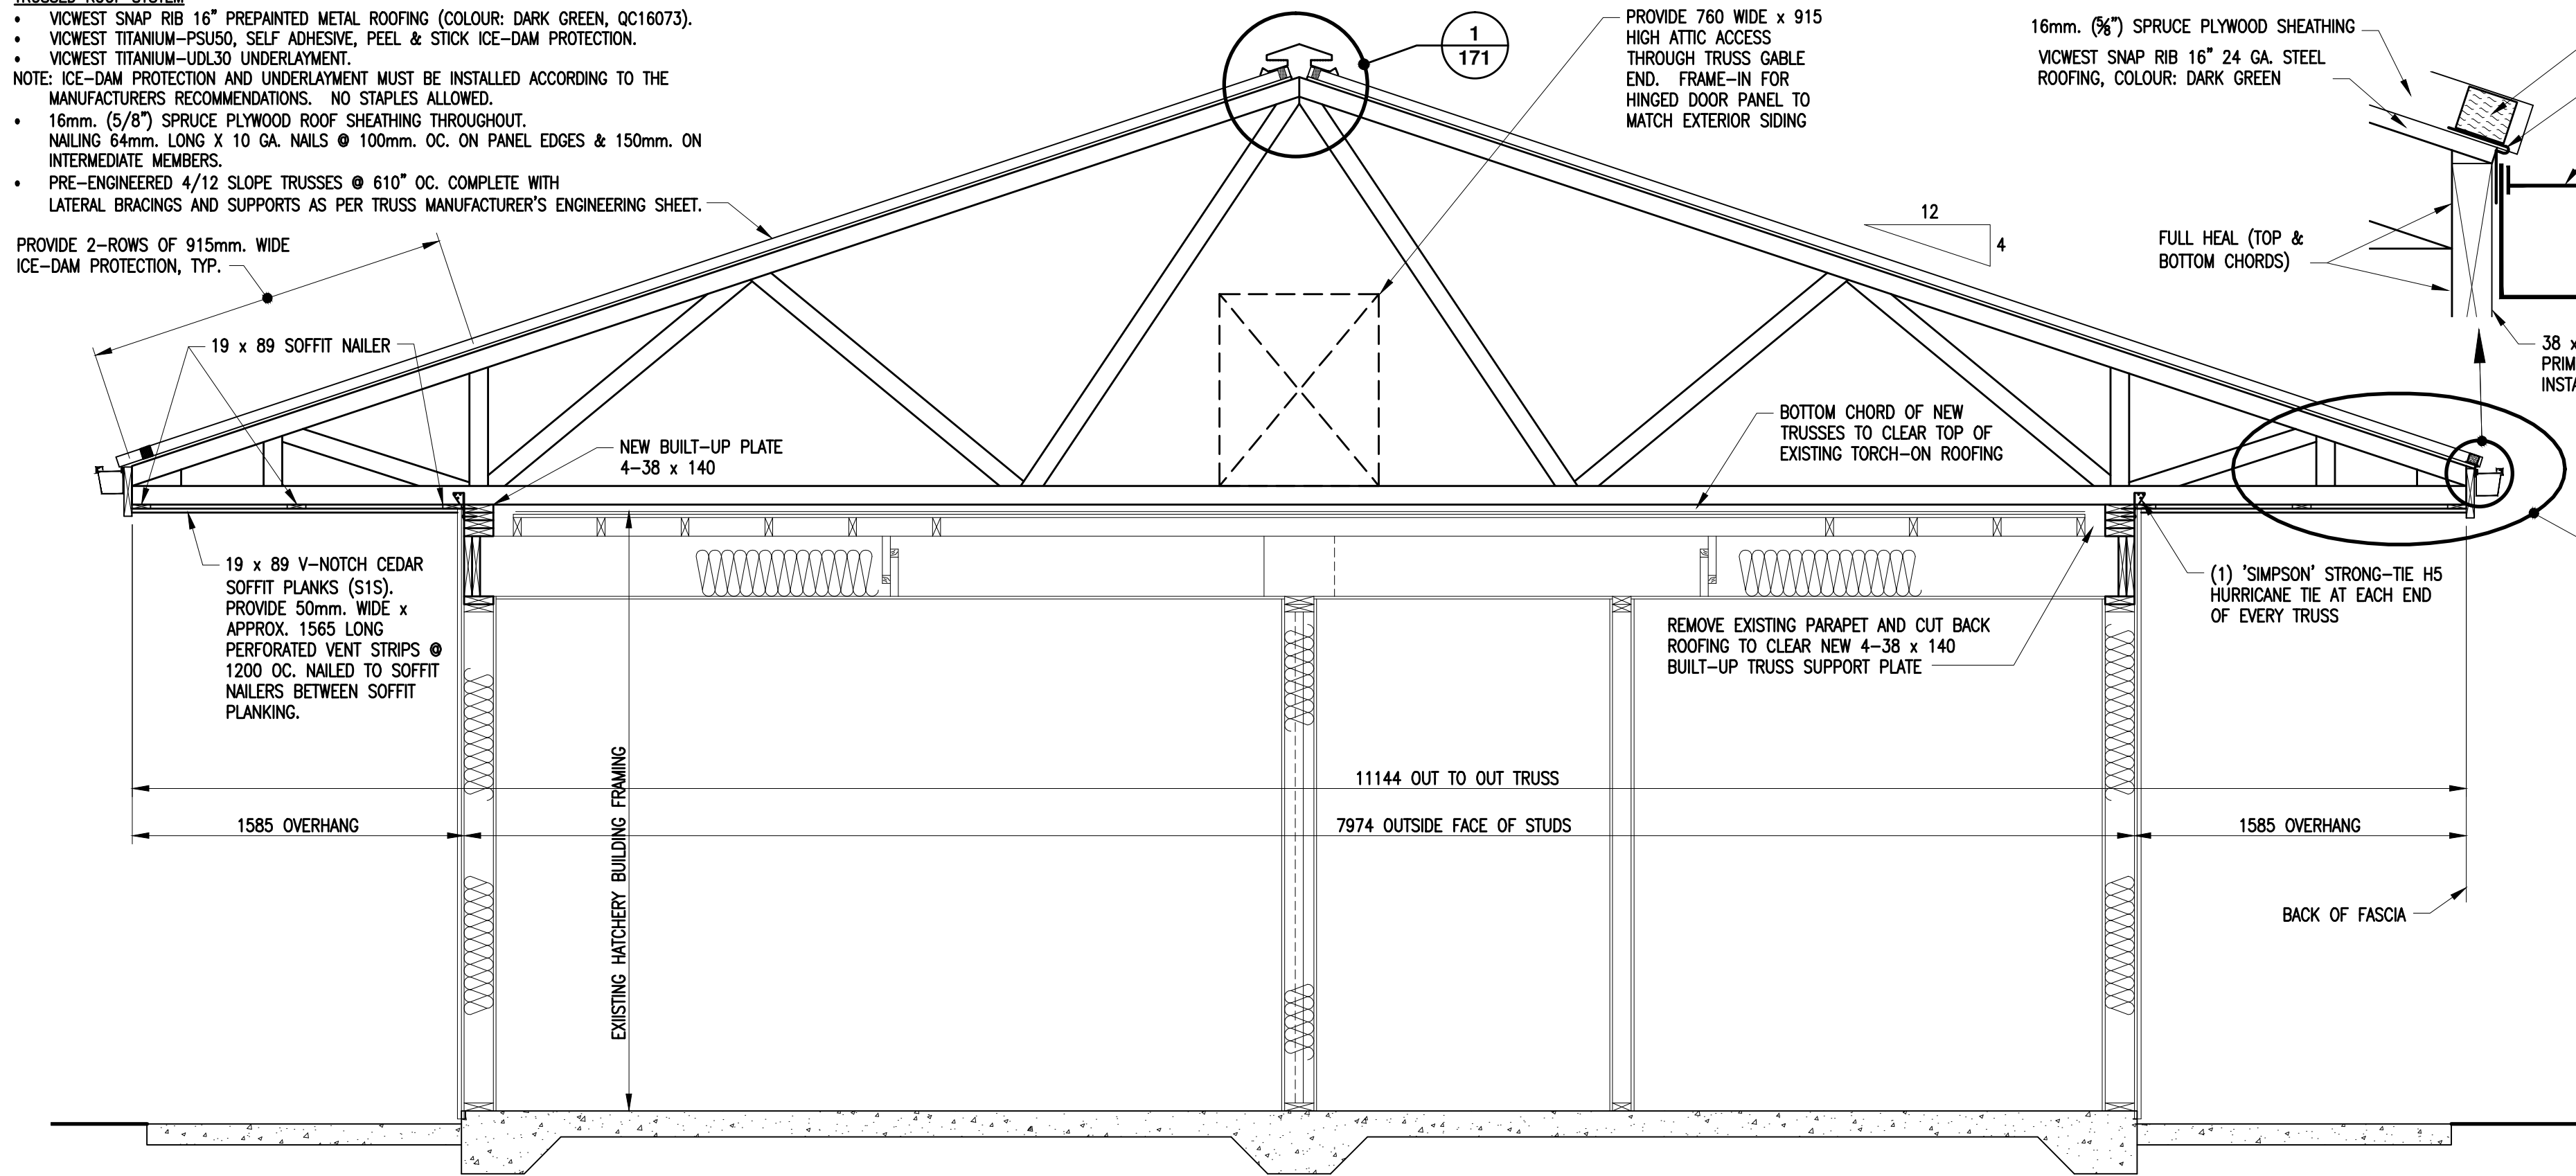 TRUSSED ROOF SYSTEM
• VICWEST SNAP RIB 16" PREPAINTED METAL ROOFING (COLOUR: DARK GREEN, QC16073).
• VICWEST TITANIUM-PSU50, SELF ADHESIVE, PEEL & STICK ICE-DAM PROTECTION.
• VICWEST TITANIUM-UDL30 UNDERLAYMENT.
NOTE: ICE-DAM PROTECTION AND UNDERLAYMENT MUST BE INSTALLED ACCORDING TO THE
MANUFACTURERS RECOMMENDATIONS. NO STAPLES ALLOWED.
• 16mm. (5/8") SPRUCE PLYWOOD ROOF SHEATHING THROUGHOUT.
NAILING 64mm. LONG X 10 GA. NAILS @ 100mm. OC. ON PANEL EDGES & 150mm. ON
INTERMEDIATE MEMBERS.
• PRE-ENGINEERED 4/12 SLOPE TRUSSES @ 610" OC. COMPLETE WITH
LATERAL BRACINGS AND SUPPORTS AS PER TRUSS MANUFACTURER'S ENGINEERING SHEET.
PROVIDE 2-ROWS OF 915mm. WIDE
ICE-DAM PROTECTION, TYP.
1
171
PROVIDE 760 WIDE x 915
HIGH ATTIC ACCESS
THROUGH TRUSS GABLE
END. FRAME-IN FOR
HINGED DOOR PANEL TO
MATCH EXTERIOR SIDING
16mm. (⅝") SPRUCE PLYWOOD SHEATHING
VICWEST SNAP RIB 16" 24 GA. STEEL
ROOFING, COLOUR: DARK GREEN
12
4
FULL HEAL (TOP &
BOTTOM CHORDS)
38 x
PRIM
INSTA
19 x 89 SOFFIT NAILER
NEW BUILT-UP PLATE
4-38 x 140
BOTTOM CHORD OF NEW
TRUSSES TO CLEAR TOP OF
EXISTING TORCH-ON ROOFING
19 x 89 V-NOTCH CEDAR
SOFFIT PLANKS (S1S).
PROVIDE 50mm. WIDE x
APPROX. 1565 LONG
PERFORATED VENT STRIPS @
1200 OC. NAILED TO SOFFIT
NAILERS BETWEEN SOFFIT
PLANKING.
(1) 'SIMPSON' STRONG-TIE H5
HURRICANE TIE AT EACH END
OF EVERY TRUSS
REMOVE EXISTING PARAPET AND CUT BACK
ROOFING TO CLEAR NEW 4-38 x 140
BUILT-UP TRUSS SUPPORT PLATE
EXIISTING HATCHERY BUILDING FRAMING
11144 OUT TO OUT TRUSS
1585 OVERHANG
7974 OUTSIDE FACE OF STUDS
1585 OVERHANG
BACK OF FASCIA